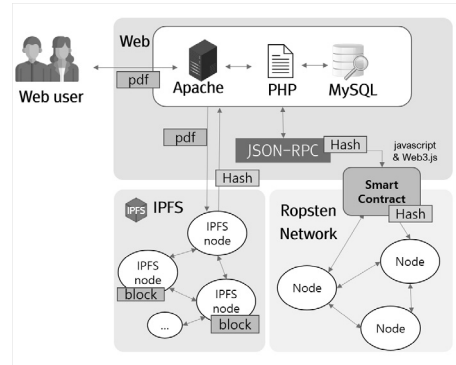 Web
Web user
pdf
Apache
PHP
MySQL
pdf
JSON-RPC
Hash
javascript
& Web3.js
Hash
Smart
Contract
Hash
IPFS
IPFS
IPFS
node
IPFS
node
block
IPFS
node
block
...
Ropsten
Network
Node
Node
Node